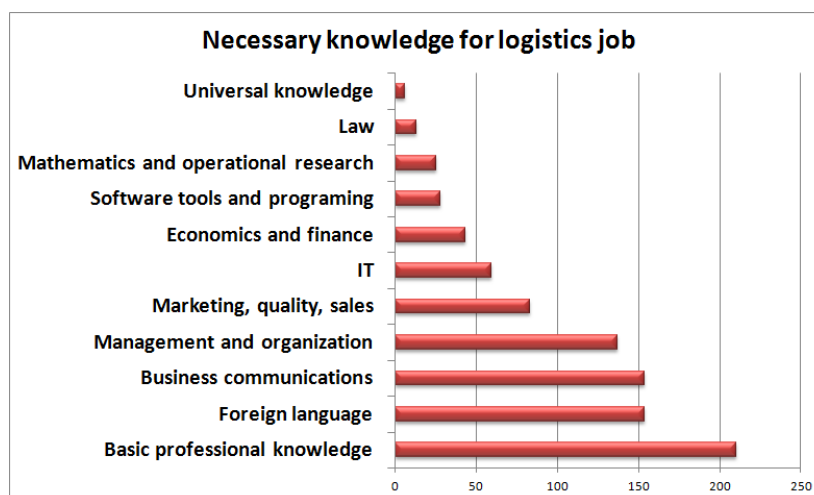 Necessary knowledge for logistics job
Universal knowledge
Law
Mathematics and operational research
Software tools and programing
Economics and finance
IT
Marketing, quality, sales
Management and organization
Business communications
Foreign language
Basic professional knowledge
0 50 100 150 200 250